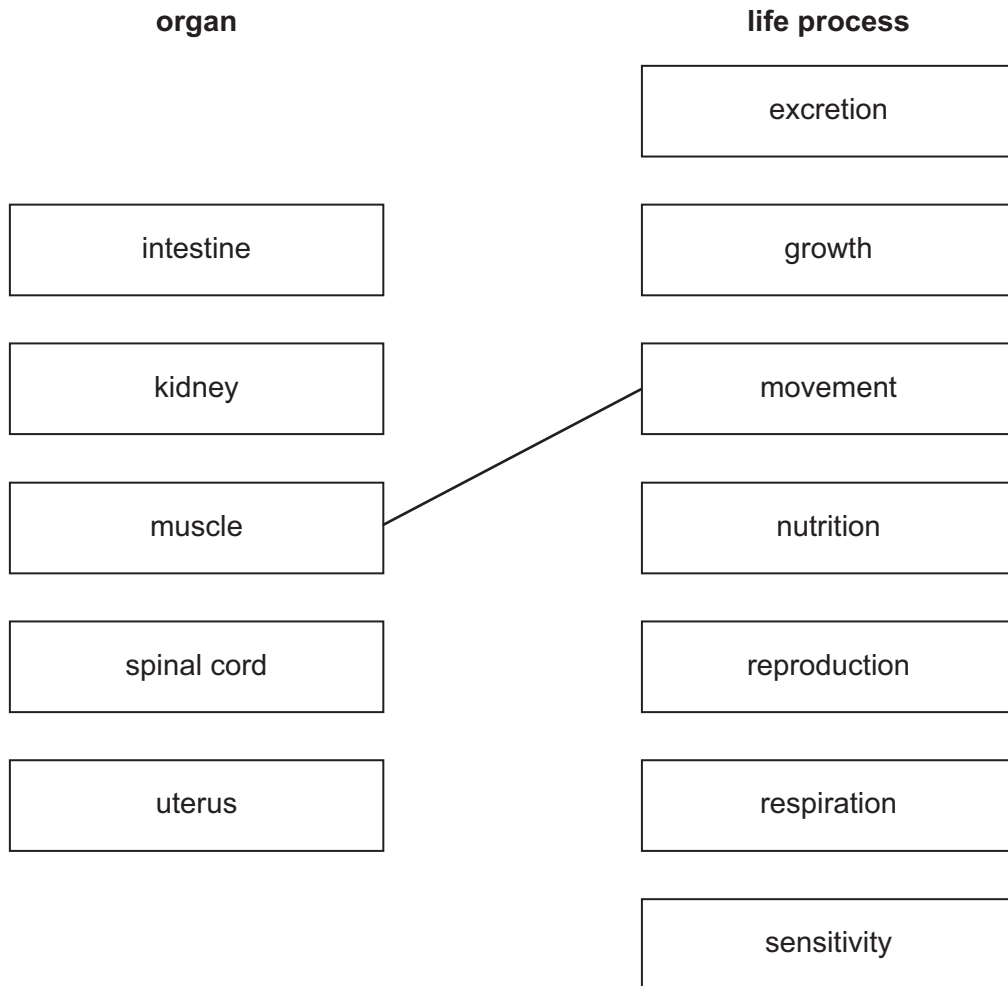 organ
life process
excretion
intestine
growth
kidney
movement
muscle
nutrition
spinal cord
reproduction
uterus
respiration
sensitivity